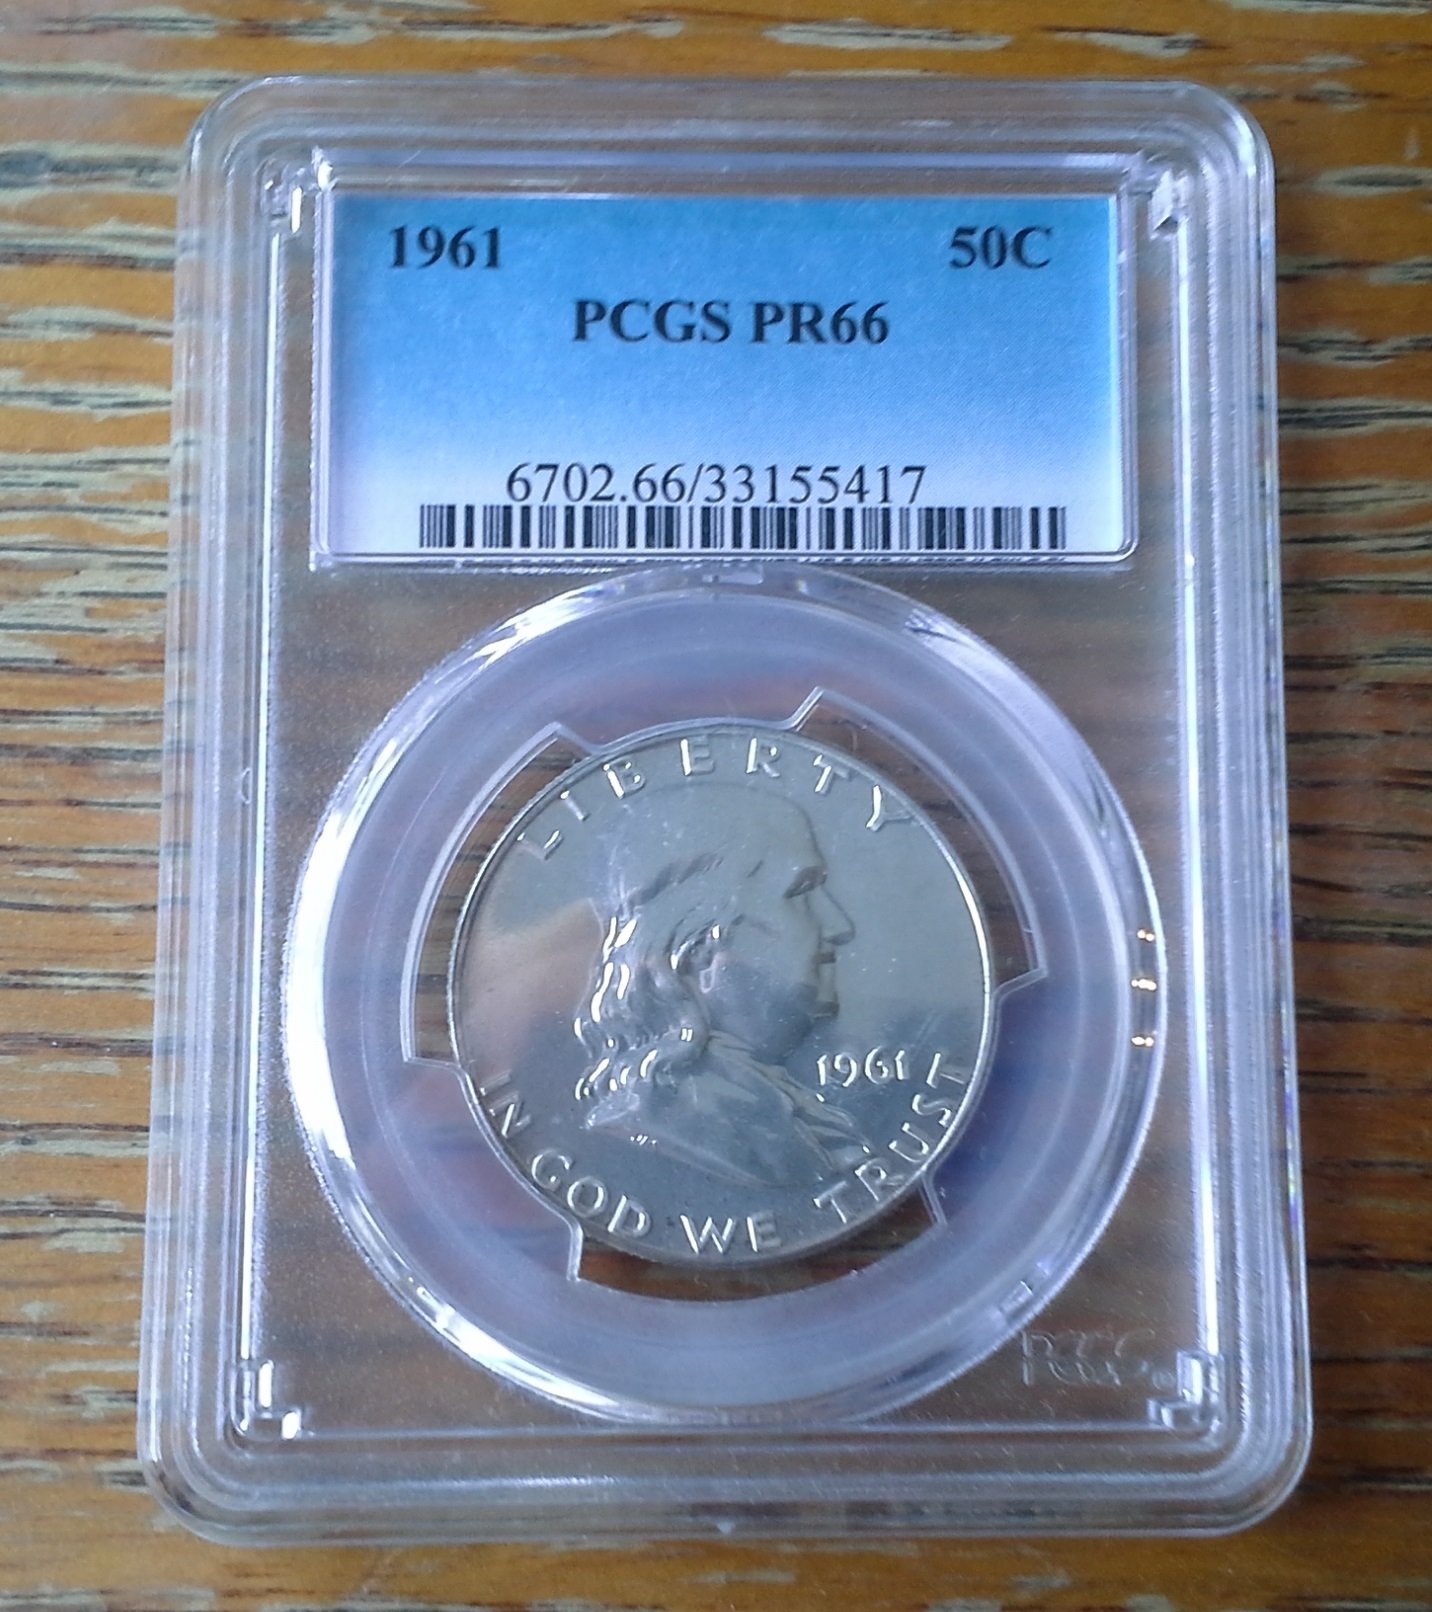 1961 50C
PCGS PR66
6702.66/33155417
LIBERTY
1961
IN GOD WE TRUST